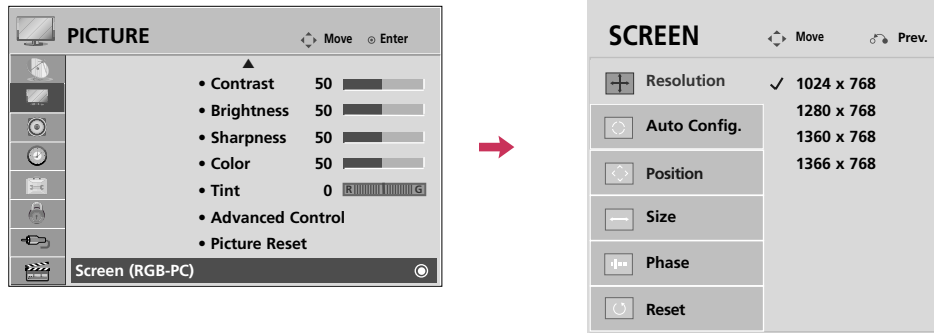 PICTURE
Move
Enter
• Contrast 50
• Brightness 50
• Sharpness 50
• Color 50
• Tint 0 R G
• Advanced Control
• Picture Reset
Screen (RGB-PC)
SCREEN
Move
Prev.
Resolution
Auto Config.
Position
Size
Phase
Reset
✓ 1024 x 768
1280 x 768
1360 x 768
1366 x 768